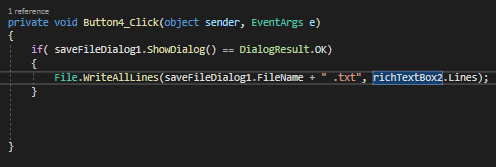 1 reference
private void Button4_Click(object sender, EventArgs e)
{
if( saveFileDialog1.ShowDialog() == DialogResult.OK)
{
File.WriteAllLines(saveFileDialog1.FileName + " .txt", richTextBox2.Lines);
}
}